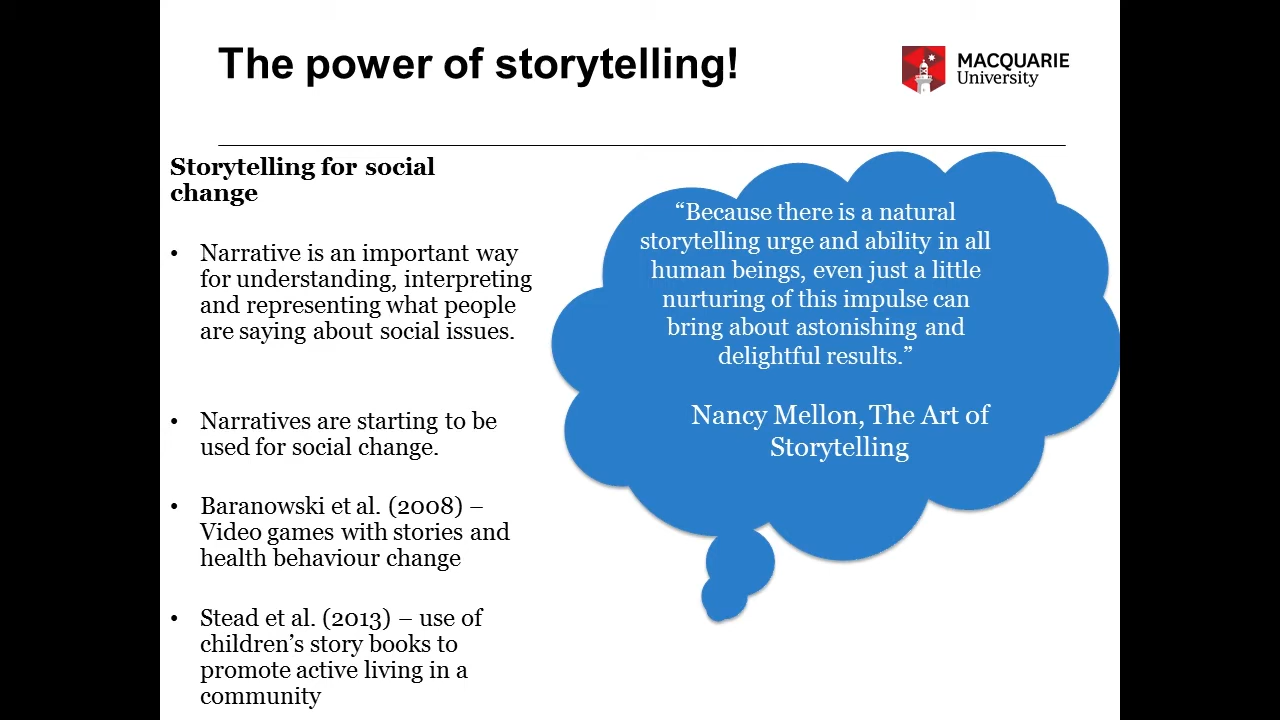 The power of storytelling!
MACQUARIE
University
Storytelling for social
change
• Narrative is an important way
for understanding, interpreting
and representing what people
are saying about social issues.
• Narratives are starting to be
used for social change.
• Baranowski et al. (2008) –
Video games with stories and
health behaviour change
• Stead et al. (2013) – use of
children’s story books to
promote active living in a
community
“Because there is a natural
storytelling urge and ability in all
human beings, even just a little
nurturing of this impulse can
bring about astonishing and
delightful results.”
Nancy Mellon, The Art of
Storytelling